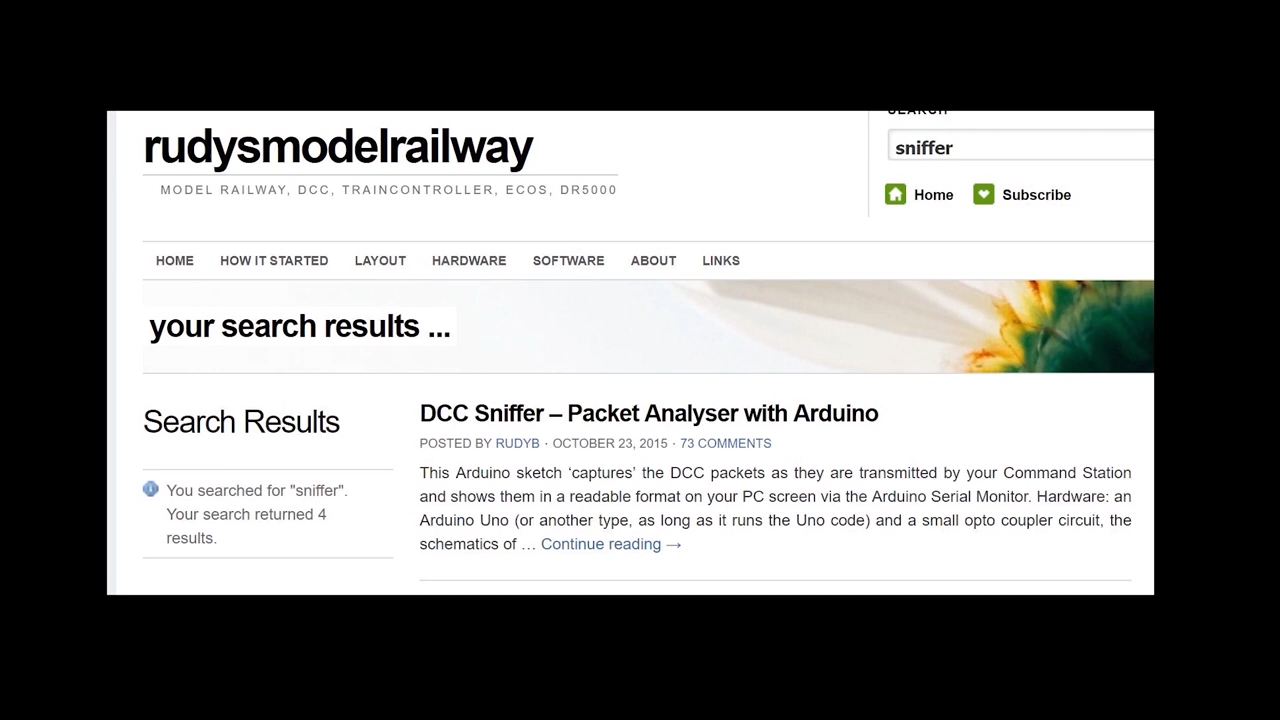 SEARCH
rudysmodelrailway
sniffer
MODEL RAILWAY, DCC, TRAINCONTROLLER, ECOS, DR5000
Home Subscribe
HOME HOW IT STARTED LAYOUT HARDWARE SOFTWARE ABOUT LINKS
your search results ...
Search Results
You searched for "sniffer".
Your search returned 4
results.
DCC Sniffer – Packet Analyser with Arduino
POSTED BY RUDYB · OCTOBER 23, 2015 · 73 COMMENTS
This Arduino sketch ‘captures’ the DCC packets as they are transmitted by your Command Station
and shows them in a readable format on your PC screen via the Arduino Serial Monitor. Hardware: an
Arduino Uno (or another type, as long as it runs the Uno code) and a small opto coupler circuit, the
schematics of … Continue reading →